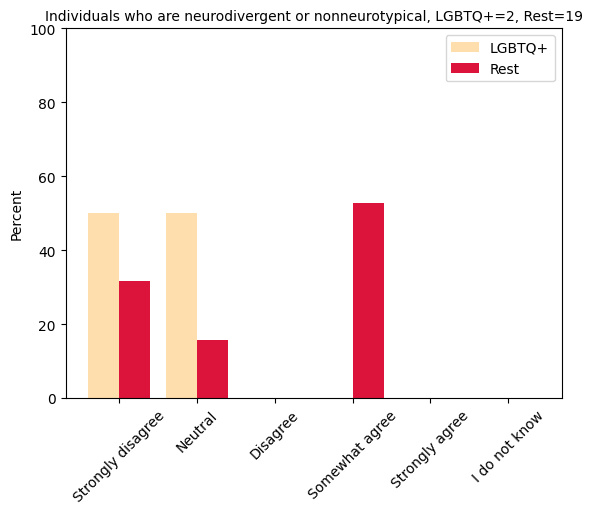 Individuals who are neurodivergent or nonneurotypical, LGBTQ+=2, Rest=19
100
80
60
40
20
0
Percent
LGBTQ+
Rest
Strongly disagree
Neutral
Disagree
Somewhat agree
Strongly agree
I do not know